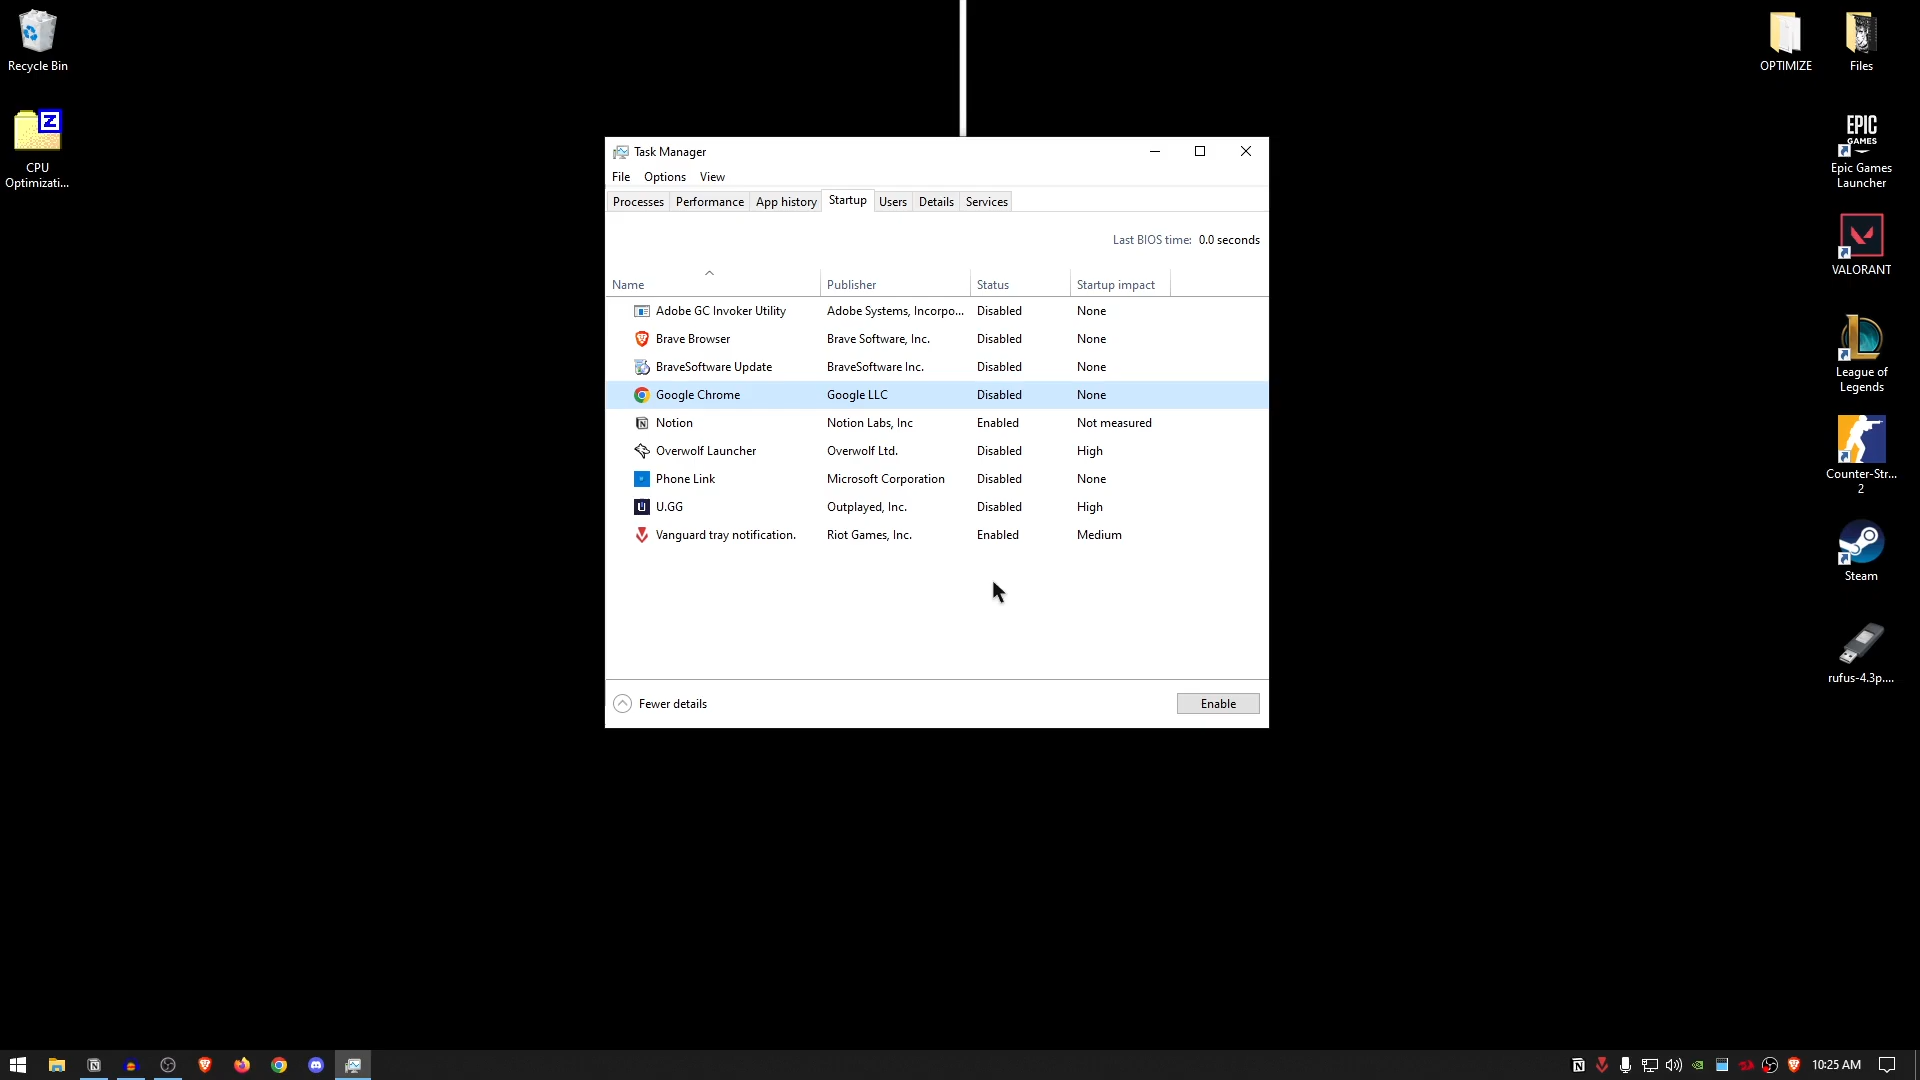 Recycle Bin
CPU
Optimizati...
OPTIMIZE
Files
EPIC
GAMES
Epic Games
Launcher
VALORANT
League of
Legends
Counter-Str...
2
Steam
rufus-4.3p....
Task Manager
File Options View
Processes Performance App history Startup Users Details Services
Last BIOS time: 0.0 seconds
Name Publisher Status Startup impact
Adobe GC Invoker Utility Adobe Systems, Incorpo... Disabled None
Brave Browser Brave Software, Inc. Disabled None
BraveSoftware Update BraveSoftware Inc. Disabled None
Google Chrome Google LLC Disabled None
Notion Notion Labs, Inc Enabled Not measured
Overwolf Launcher Overwolf Ltd. Disabled High
Phone Link Microsoft Corporation Disabled None
U.GG Outplayed, Inc. Disabled High
Vanguard tray notification. Riot Games, Inc. Enabled Medium
Fewer details Enable
10:25 AM